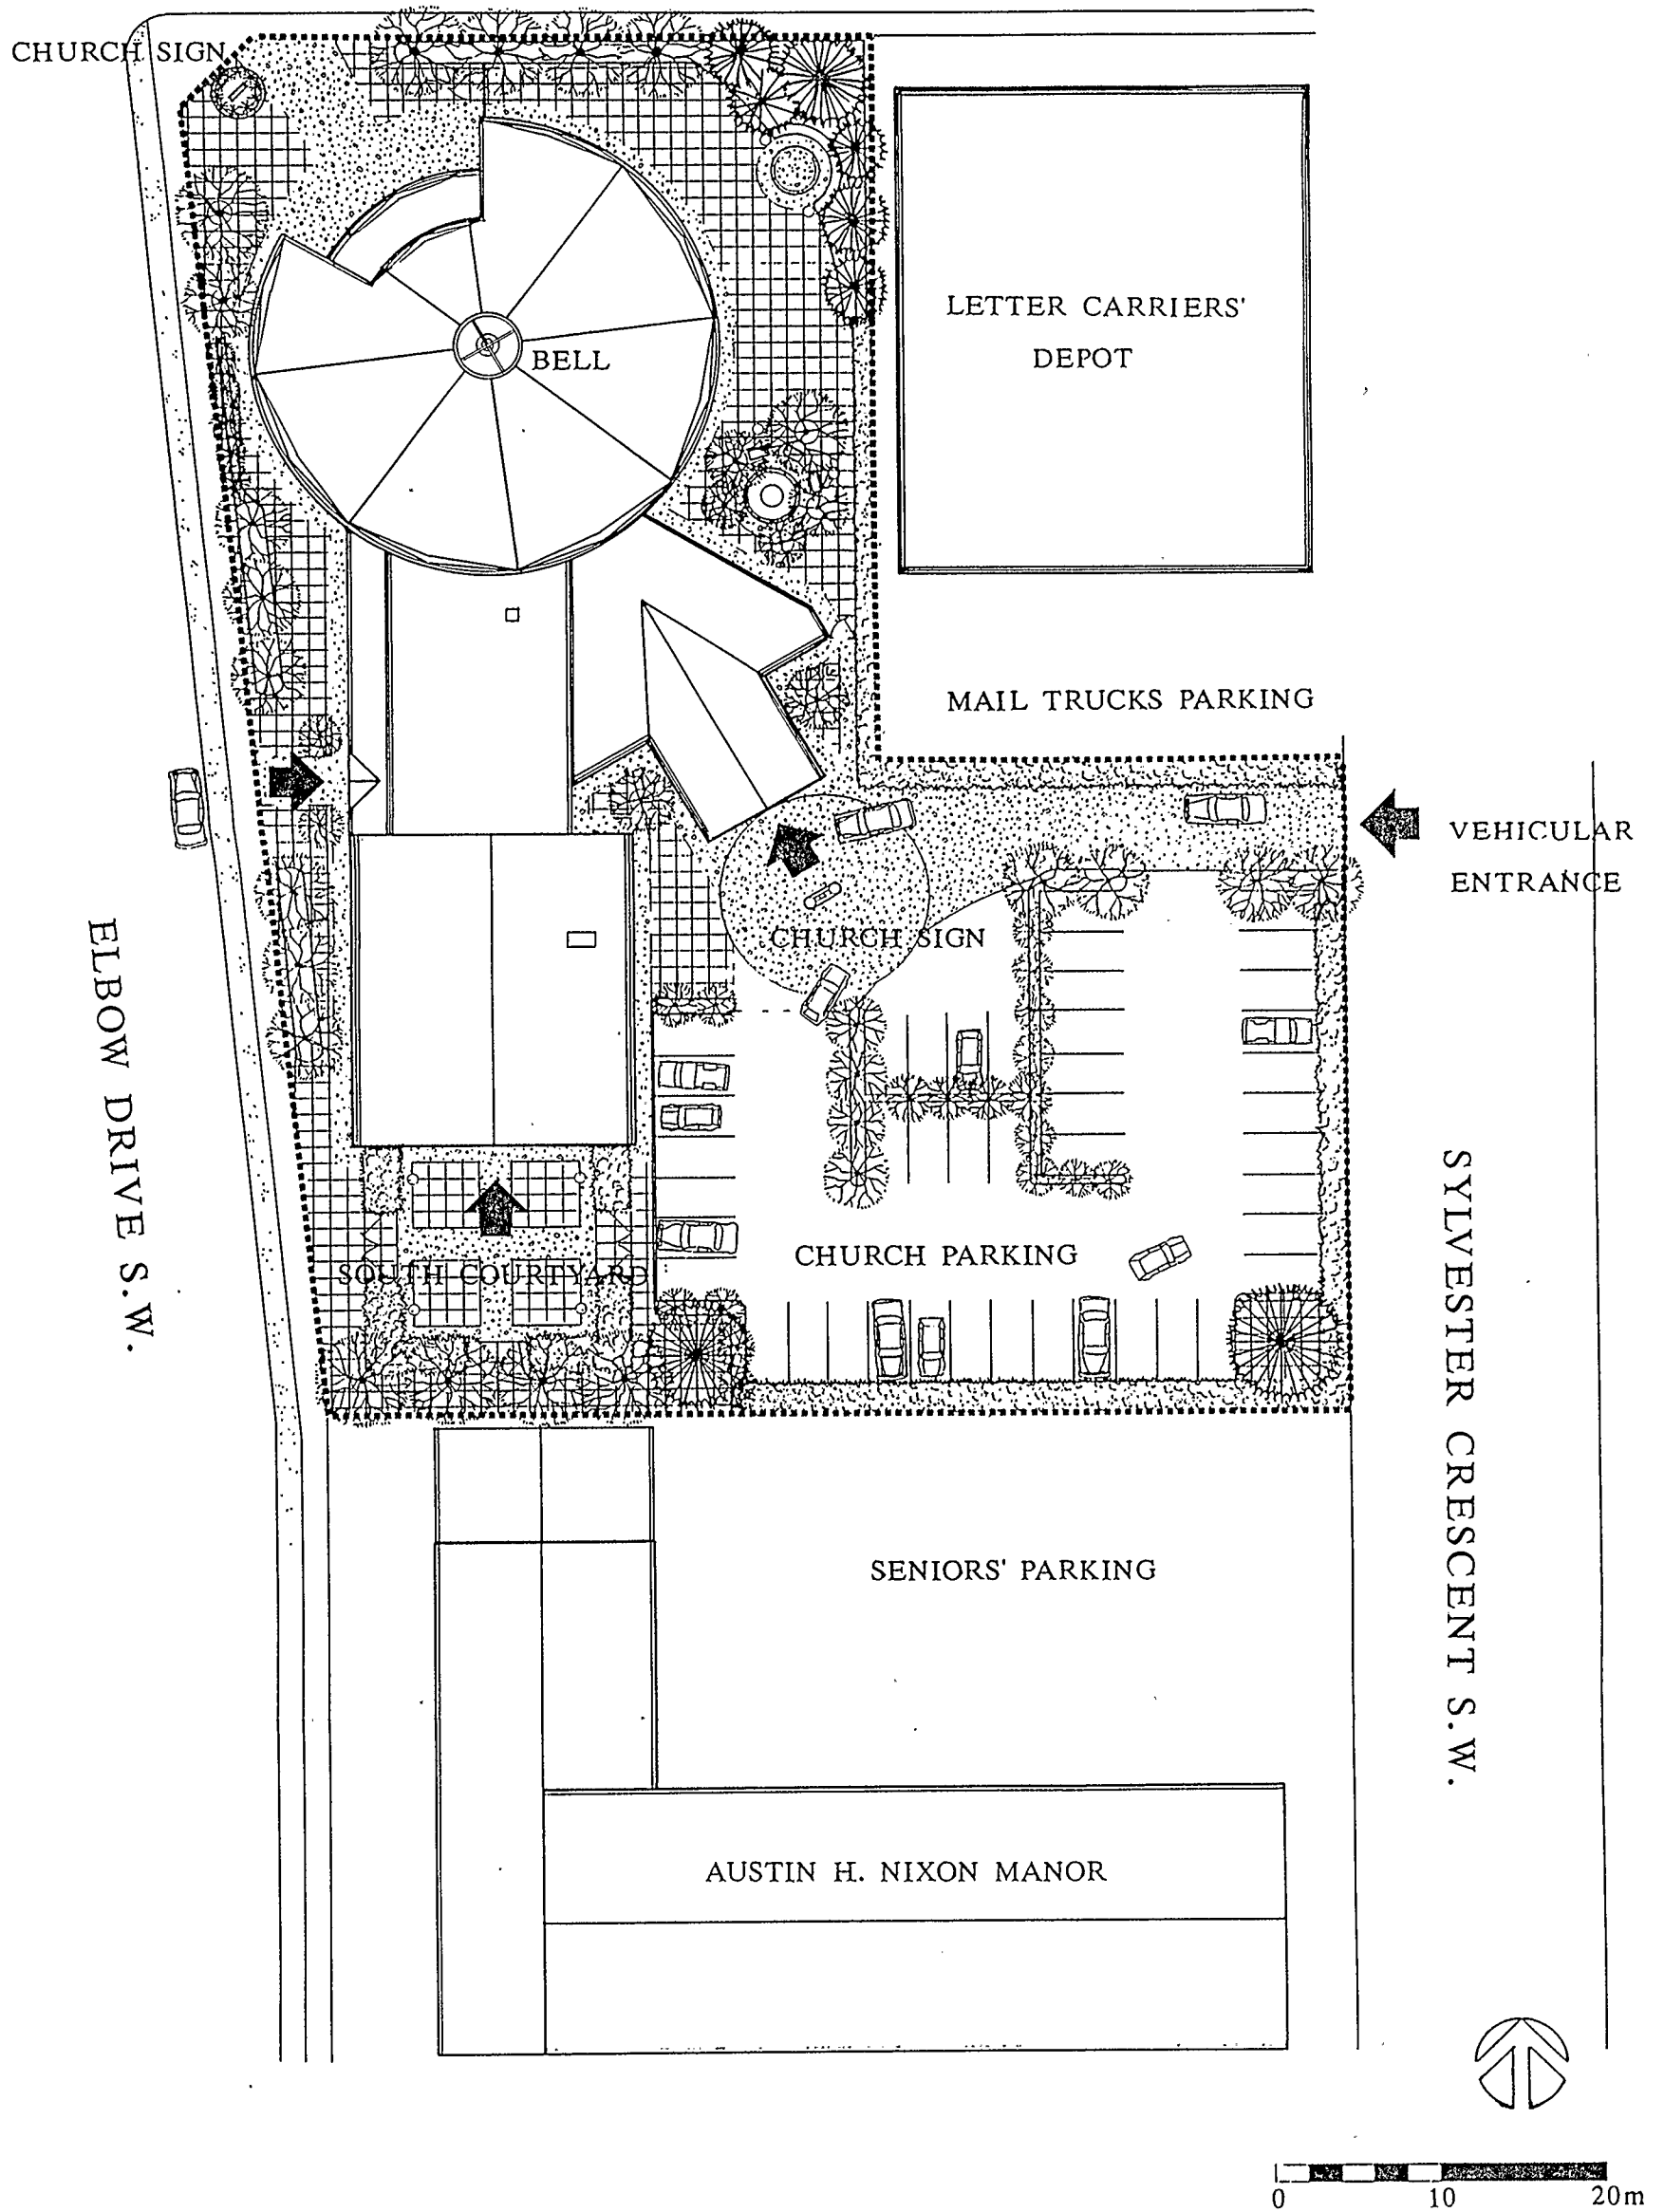 CHURCH SIGN
LETTER CARRIERS'
DEPOT
BELL
MAIL TRUCKS PARKING
VEHICULAR
ENTRANCE
CHURCH SIGN
ELBOW DRIVE S.W.
SYLVESTER CRESCENT S.W.
CHURCH PARKING
SOUTH COURTYARD
SENIORS' PARKING
AUSTIN H. NIXON MANOR
0 10 20m